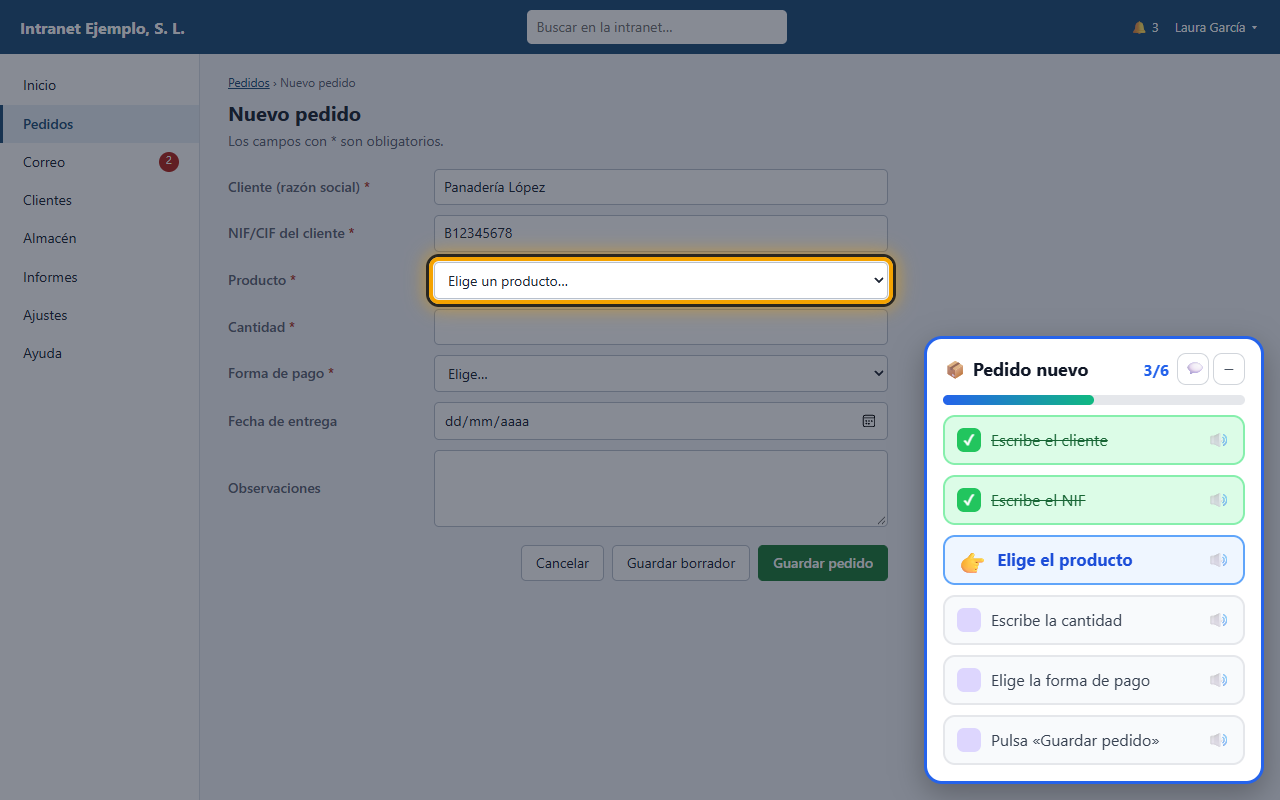 Intranet Ejemplo, S. L.
Buscar en la intranet...
3
Laura García
Inicio
Pedidos
Correo
2
Clientes
Almacén
Informes
Ajustes
Ayuda
Pedidos › Nuevo pedido
Nuevo pedido
Los campos con * son obligatorios.
Cliente (razón social) *
Panadería López
NIF/CIF del cliente *
B12345678
Producto *
Elige un producto...
Cantidad *
Forma de pago *
Elige...
Fecha de entrega
dd/mm/aaaa
Observaciones
Cancelar
Guardar borrador
Guardar pedido
Pedido nuevo
3/6
Escribe el cliente
Escribe el NIF
Elige el producto
Escribe la cantidad
Elige la forma de pago
Pulsa «Guardar pedido»